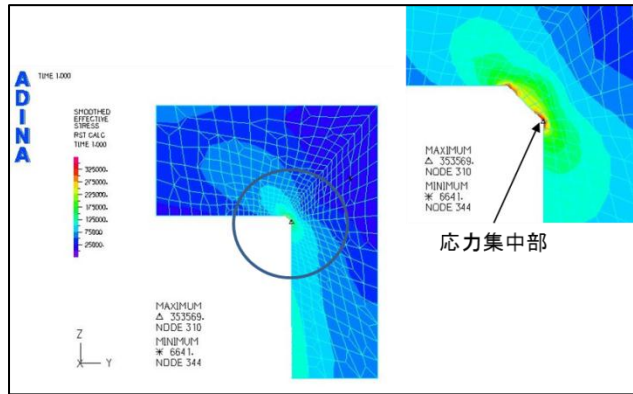 ADINA
TIME 1.000
SMOOTHED
EFFECTIVE
STRESS
RST CALC
TIME 1.000
325000.
275000.
225000.
175000.
125000.
75000.
25000.
MAXIMUM
△ 353569.
NODE 310
MINIMUM
✳ 6641.
NODE 344
Z
X Y
MAXIMUM
△ 353569.
NODE 310
MINIMUM
✳ 6641.
NODE 344
応力集中部